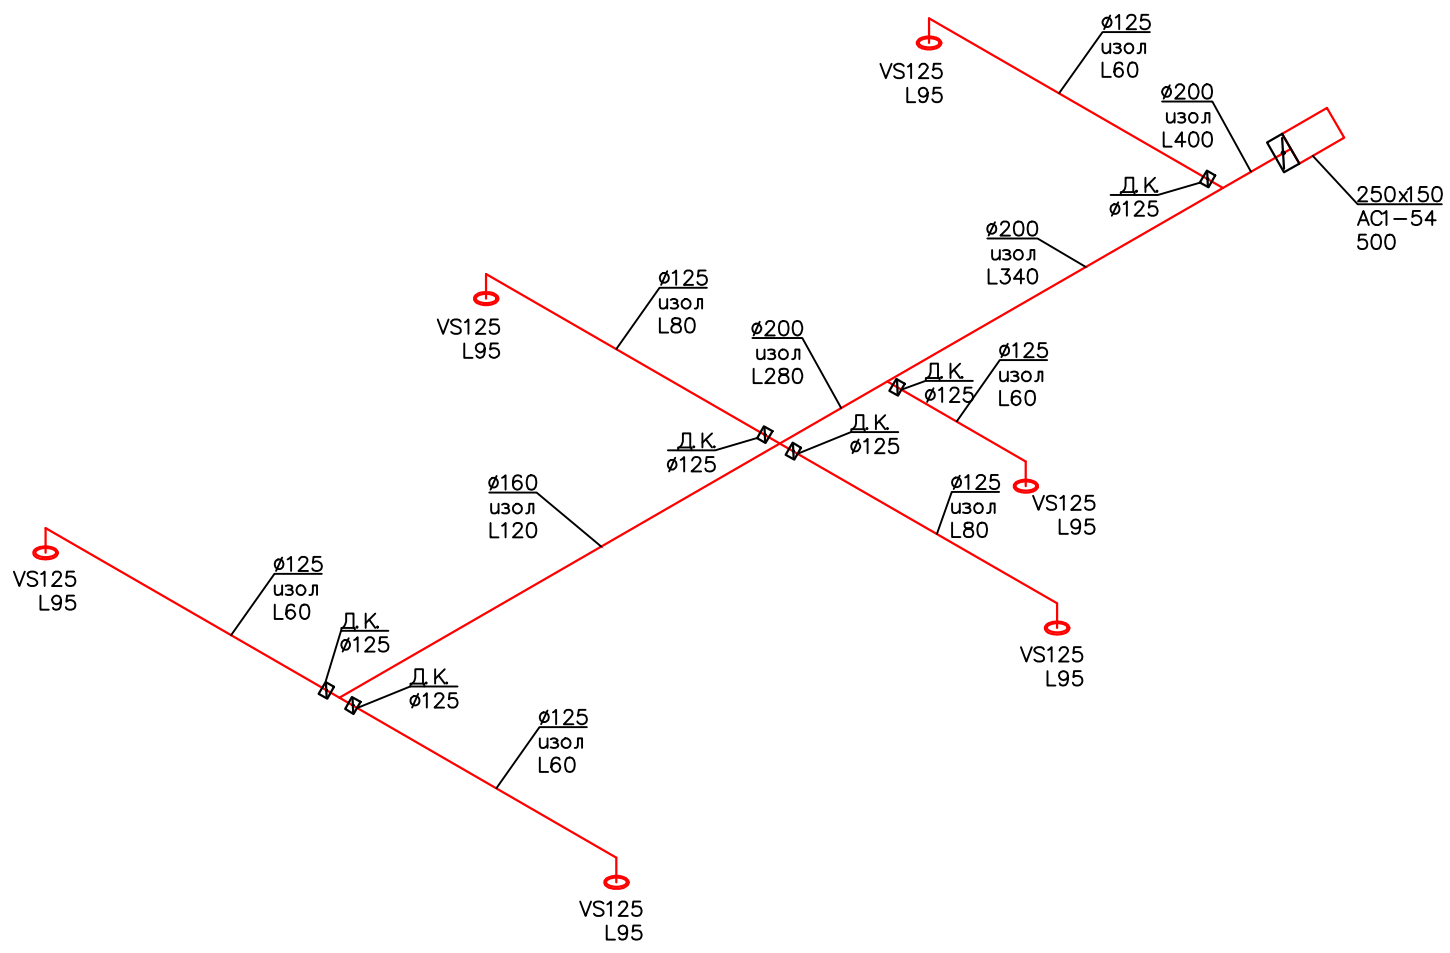 ø125
изол
L60
VS125
L95
ø200
изол
L400
Д.К.
ø125
250x150
АС1-54
500
ø200
изол
L340
ø125
изол
L80
VS125
L95
ø200
изол
L280
ø125
изол
L60
Д.К.
ø125
Д.К.
ø125
Д.К.
ø125
ø160
изол
L120
ø125
изол
L80
VS125
L95
ø125
изол
L60
VS125
L95
Д.К.
ø125
VS125
L95
Д.К.
ø125
ø125
изол
L60
VS125
L95